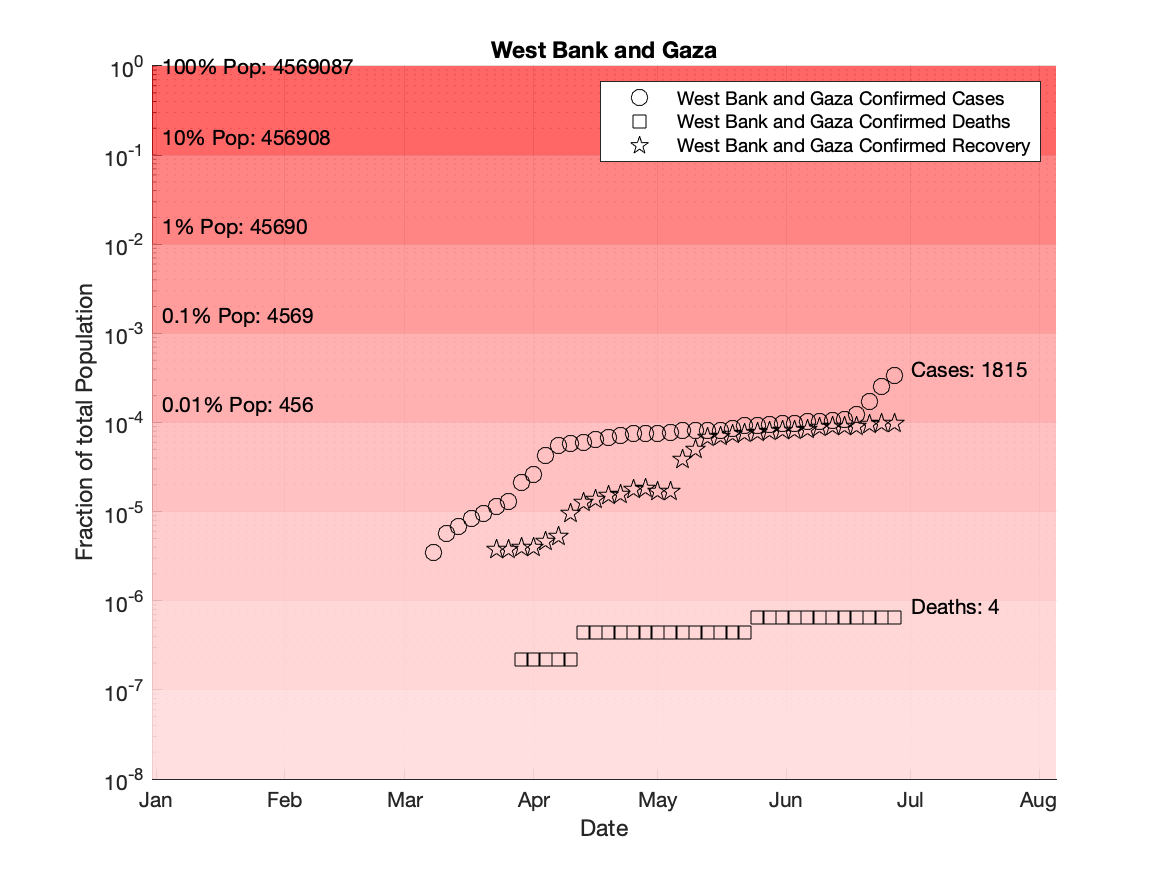 West Bank and Gaza
West Bank and Gaza Confirmed Cases
West Bank and Gaza Confirmed Deaths
West Bank and Gaza Confirmed Recovery
100% Pop: 4569087
10% Pop: 456908
1% Pop: 45690
0.1% Pop: 4569
0.01% Pop: 456
Cases: 1815
Deaths: 4
Fraction of total Population
10^0
10^-1
10^-2
10^-3
10^-4
10^-5
10^-6
10^-7
10^-8
Jan Feb Mar Apr May Jun Jul Aug
Date